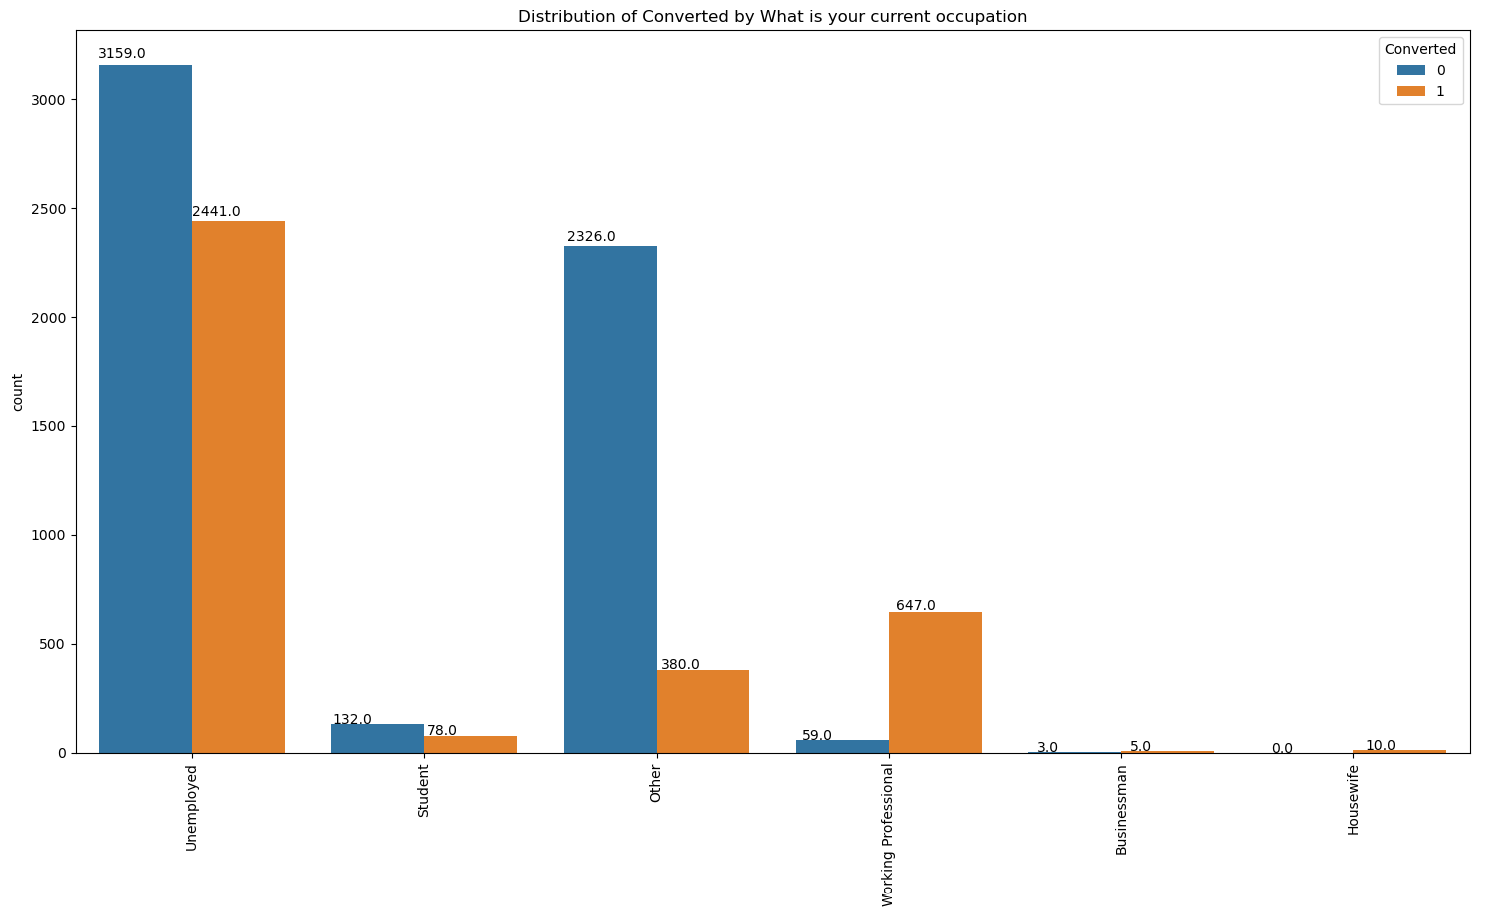 Distribution of Converted by What is your current occupation
Converted
0
1
count
3000
2500
2000
1500
1000
500
0
3159.0
2441.0
132.0
78.0
2326.0
380.0
59.0
647.0
3.0
5.0
0.0
10.0
Unemployed
Student
Other
Working Professional
Businessman
Housewife